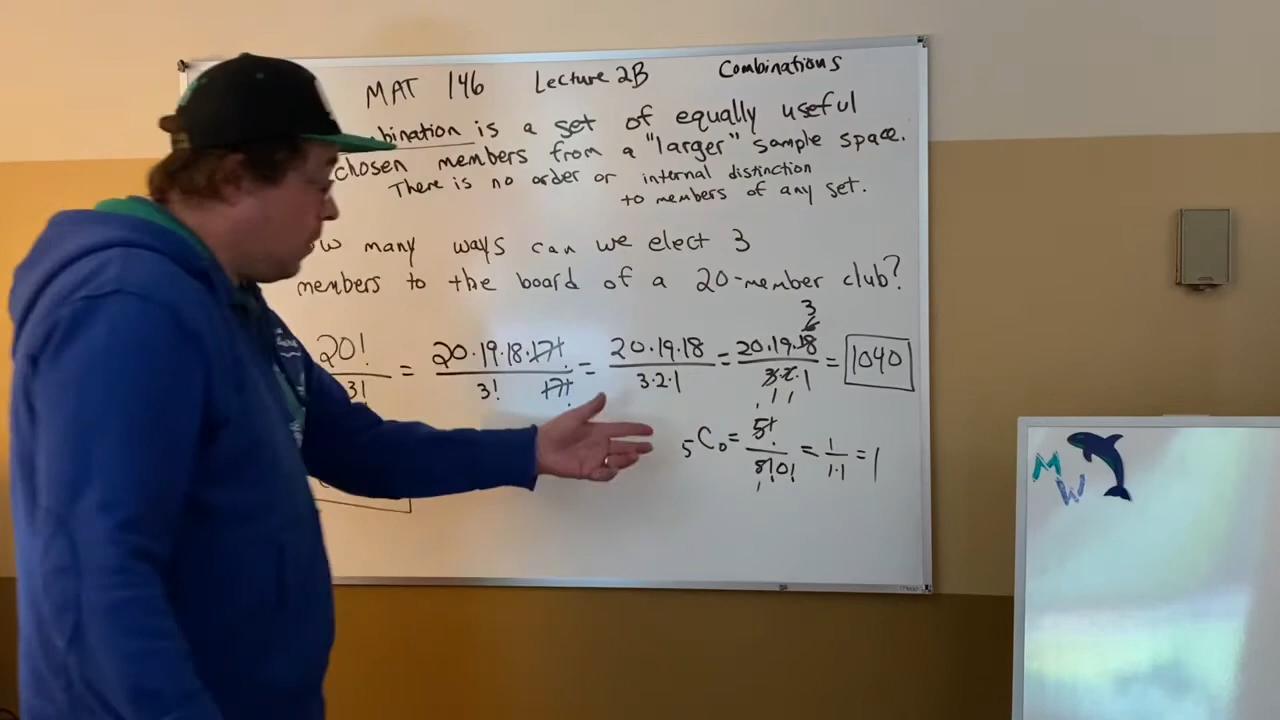 MAT 146 Lecture 2B Combinations
bination is a set of equally useful
chosen members from a "larger" sample space.
There is no order or internal distinction
to members of any set.
ow many ways can we elect 3
members to the board of a 20-member club?
20! / 3! = 20·19·18·17! / 3! 17! = 20·19·18 / 3·2·1 = 20·19·18 / 3·2·1 = 1040
3
6
1 1
5C0 = 5! / 5!0! = 1 / 1·1 = 1
1
M
W